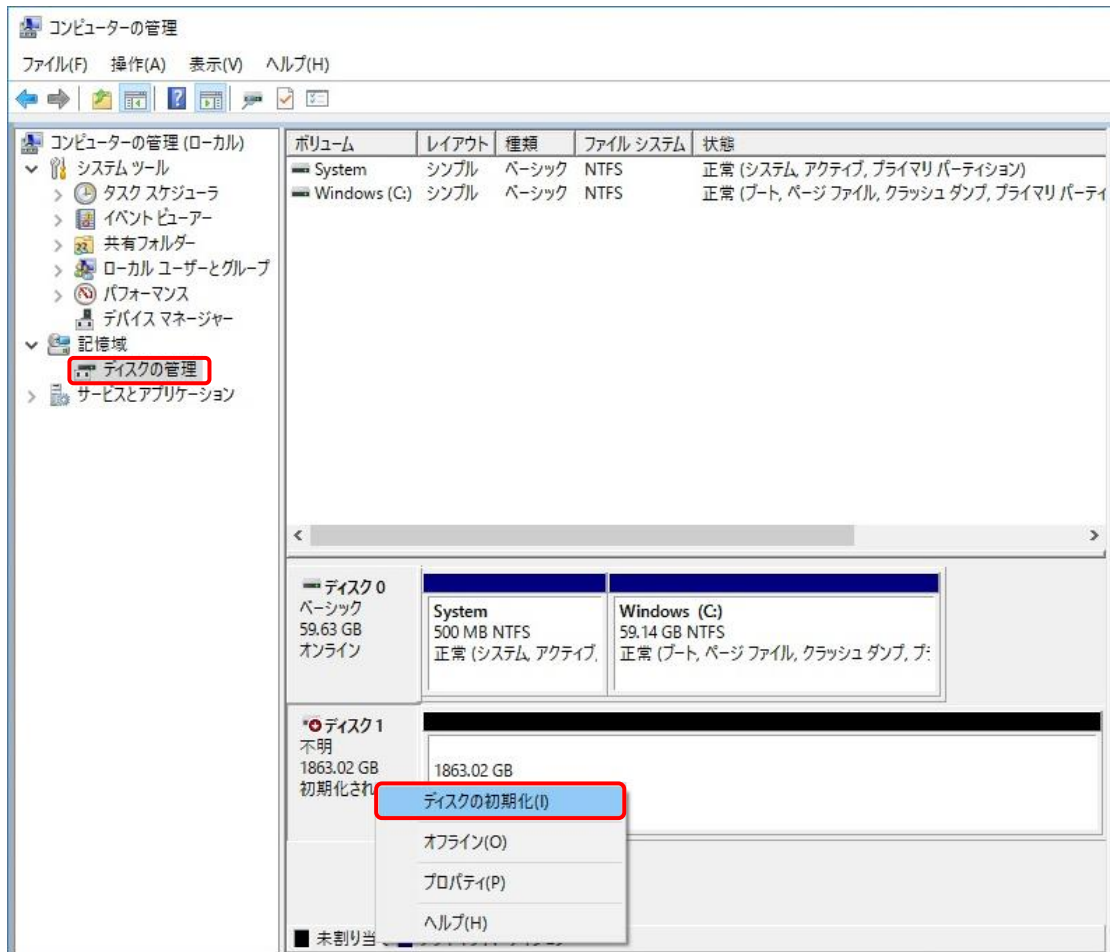 コンピューターの管理
ファイル(F) 操作(A) 表示(V) ヘルプ(H)
コンピューターの管理 (ローカル)
システム ツール
タスク スケジューラ
イベント ビューアー
共有フォルダー
ローカル ユーザーとグループ
パフォーマンス
デバイス マネージャー
記憶域
ディスクの管理
サービスとアプリケーション
ボリューム レイアウト 種類 ファイル システム 状態
System シンプル ベーシック NTFS 正常 (システム, アクティブ, プライマリ パーティション)
Windows (C:) シンプル ベーシック NTFS 正常 (ブート, ページ ファイル, クラッシュ ダンプ, プライマリ パーティ
ディスク 0
ベーシック
59.63 GB
オンライン
System
500 MB NTFS
正常 (システム, アクティブ,
Windows (C:)
59.14 GB NTFS
正常 (ブート, ページ ファイル, クラッシュ ダンプ, プ
ディスク 1
不明
1863.02 GB
初期化され
1863.02 GB
ディスクの初期化(I)
オフライン(O)
プロパティ(P)
ヘルプ(H)
未割り当